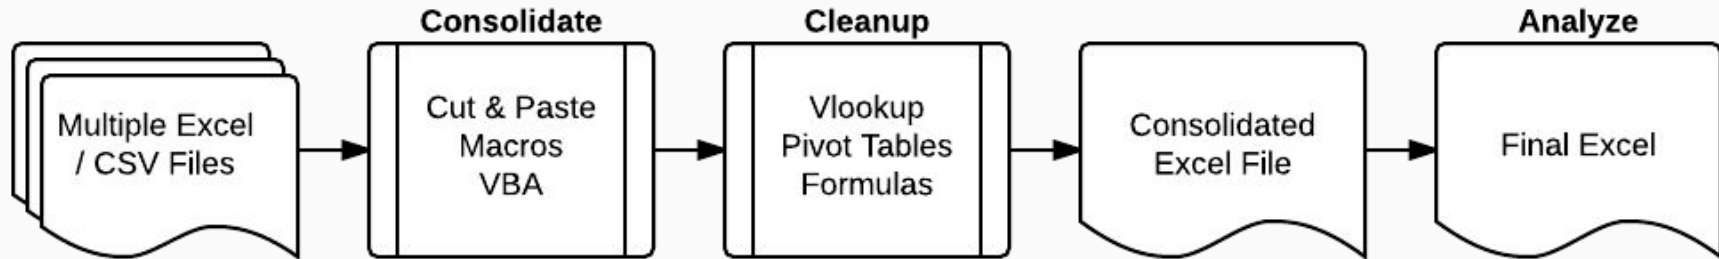 Consolidate
Cleanup
Analyze
Multiple Excel
/ CSV Files
Cut & Paste
Macros
VBA
Vlookup
Pivot Tables
Formulas
Consolidated
Excel File
Final Excel